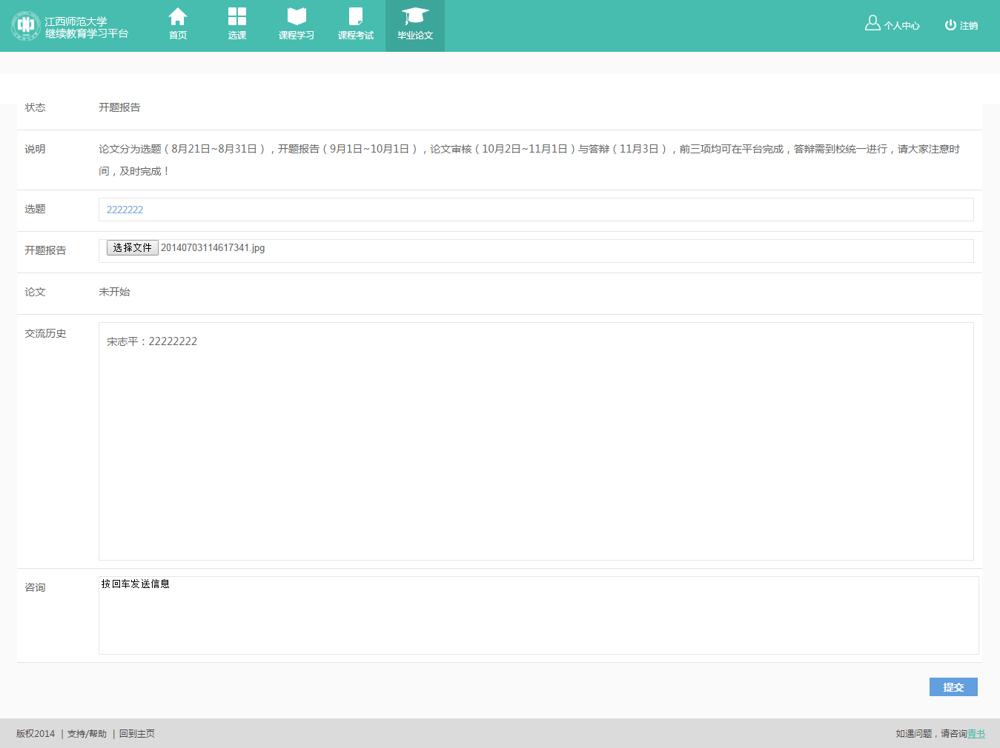 江西师范大学
继续教育学习平台
首页
选课
课程学习
课程考试
毕业论文
个人中心
注销
状态
开题报告
说明
论文分为选题（8月21日~8月31日），开题报告（9月1日~10月1日），论文审核（10月2日~11月1日）与答辩（11月3日），前三项均可在平台完成，答辩需到校统一进行，请大家注意时
间，及时完成！
选题
2222222
开题报告
选择文件 20140703114617341.jpg
论文
未开始
交流历史
宋志平：22222222
咨询
按回车发送信息
提交
版权2014 | 支持/帮助 | 回到主页
如遇问题，请咨询青书